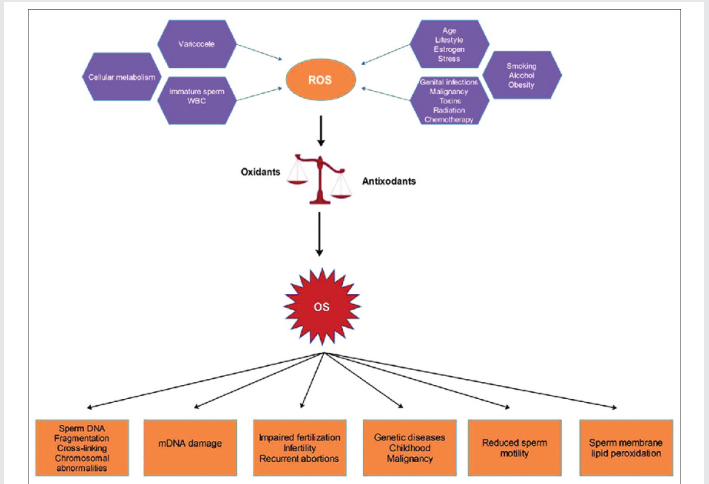 Varicocele
Cellular metabolism
Immature sperm
WBC
ROS
Age
Lifestyle
Estrogen
Stress
Smoking
Alcohol
Obesity
Genital infections
Malignancy
Toxins
Radiation
Chemotherapy
Oxidants
Antixodants
OS
Sperm DNA
Fragmentation
Cross-linking
Chromosomal
abnormalities
mDNA damage
Impaired fertilization
Infertility
Recurrent abortions
Genetic diseases
Childhood
Malignancy
Reduced sperm
motility
Sperm membrane
lipid peroxidation